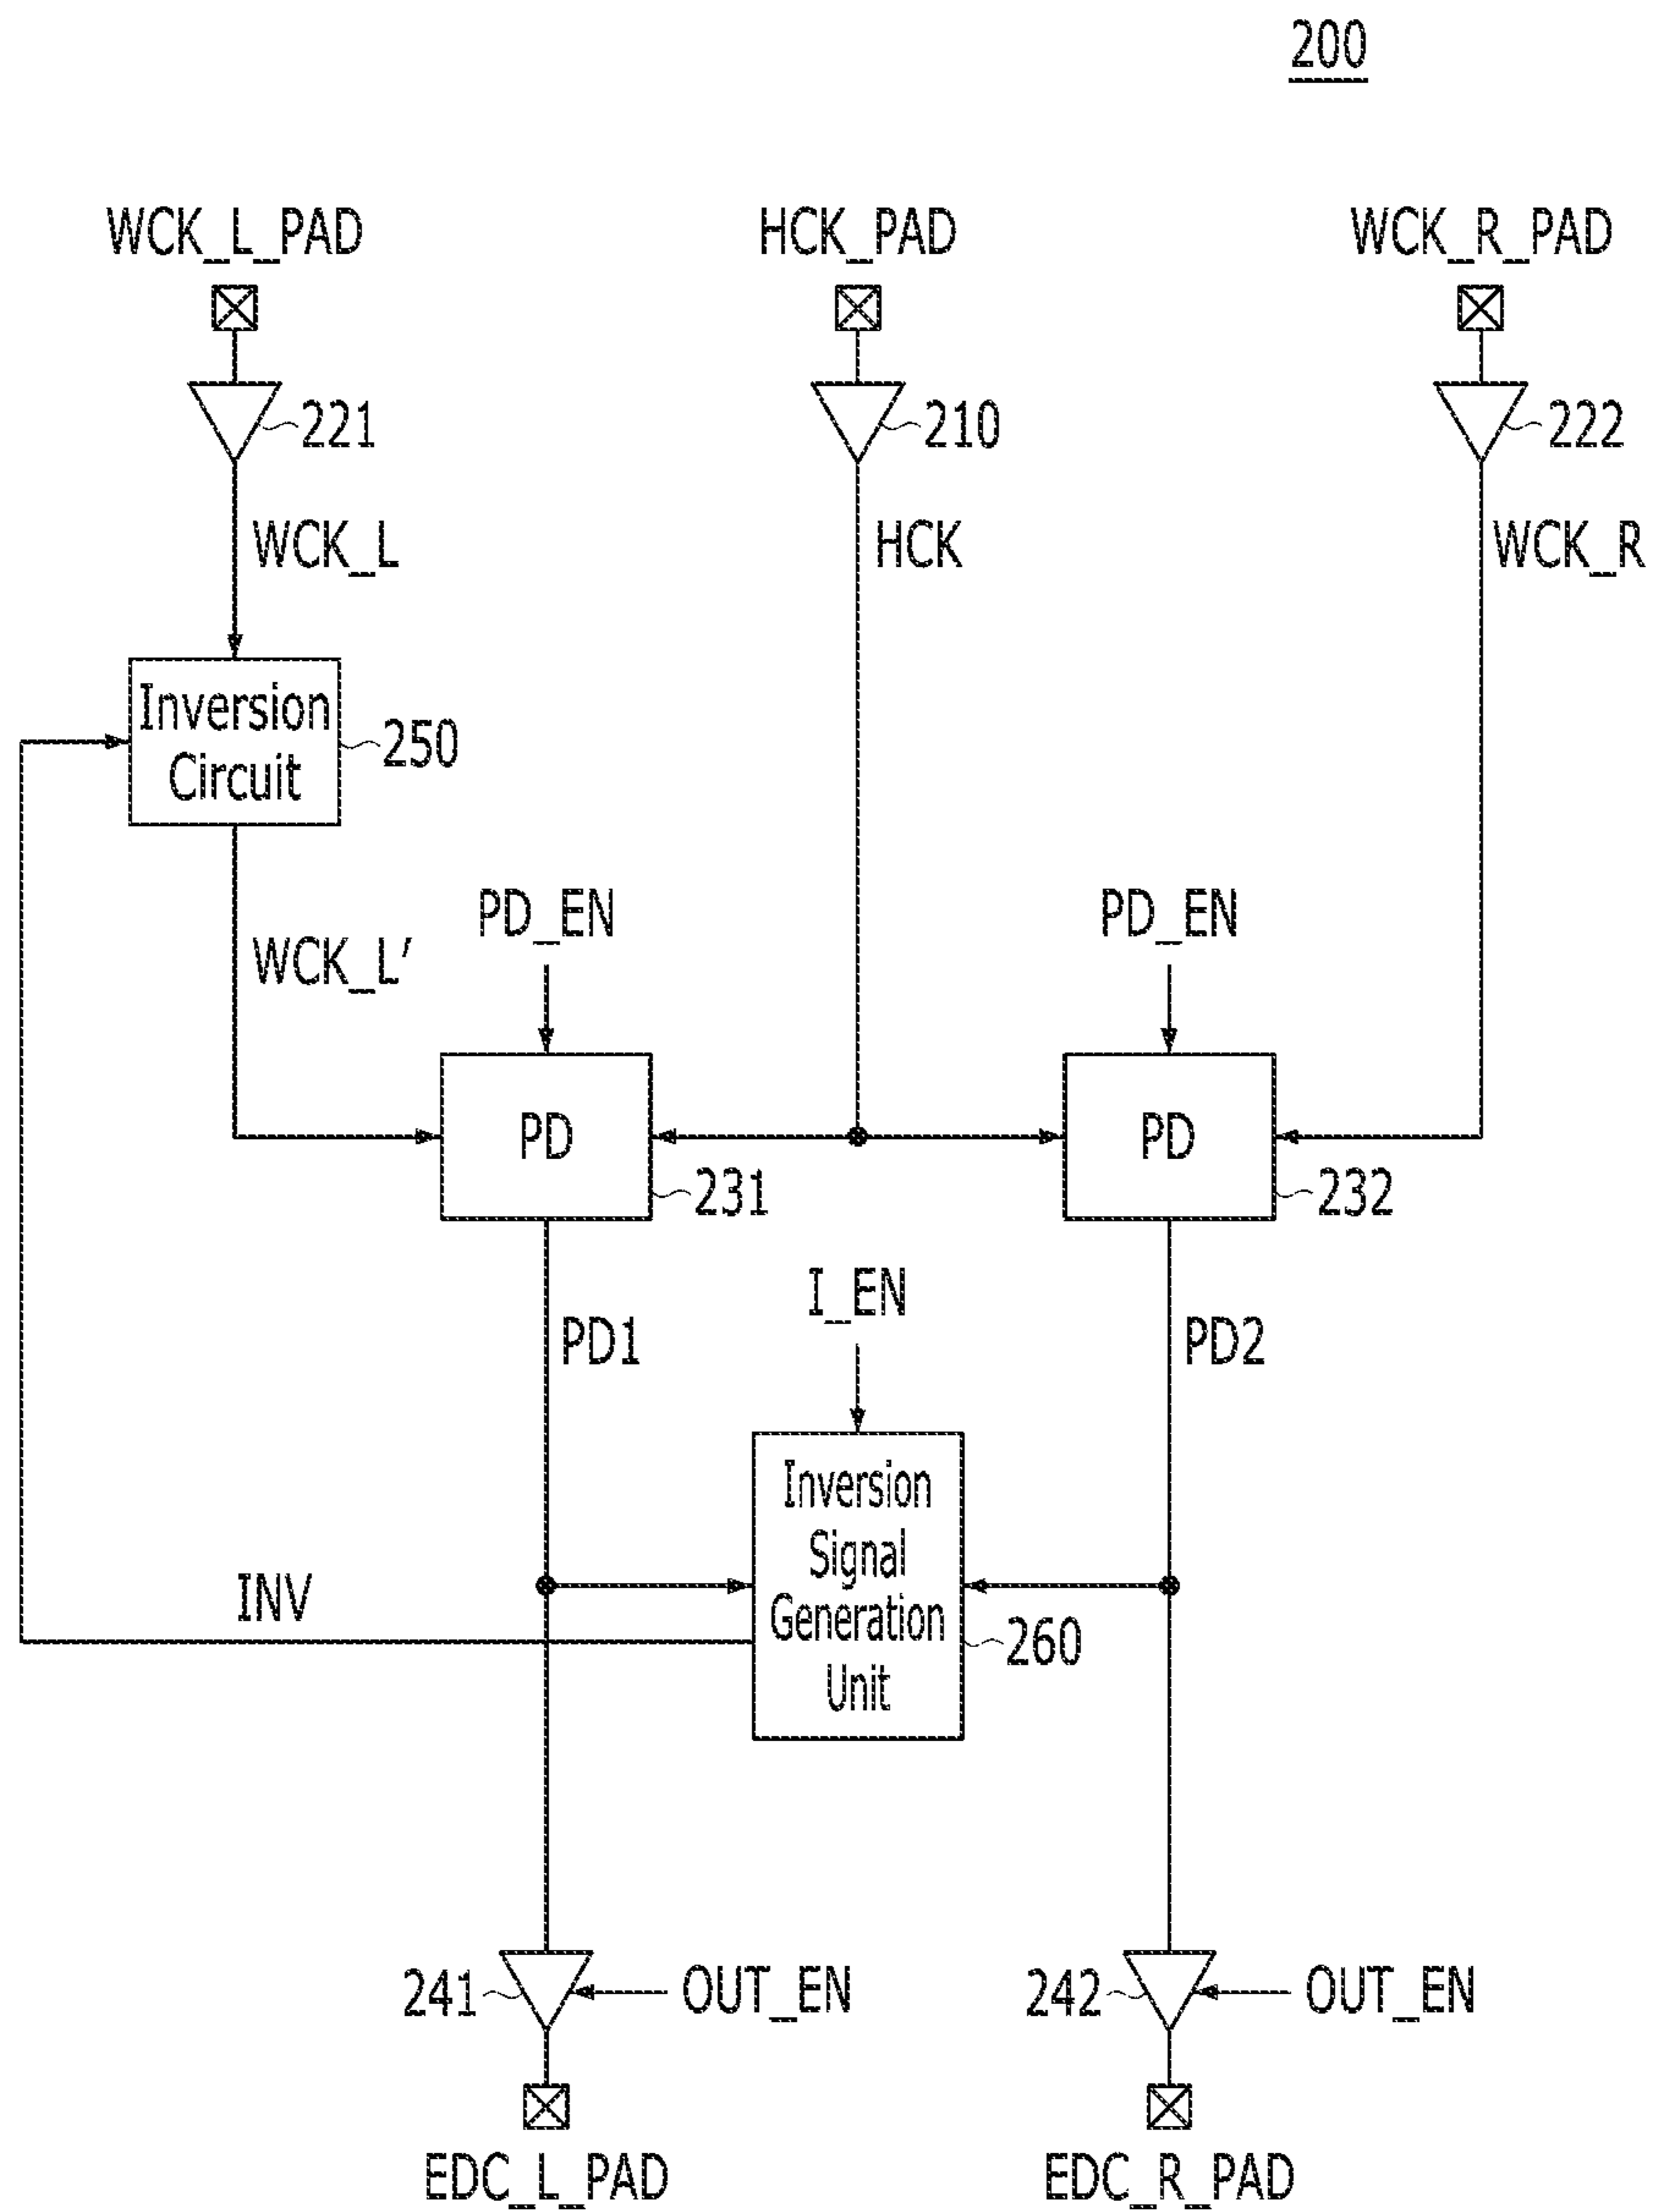 200
WCK_L_PAD
HCK_PAD
WCK_R_PAD
221
210
222
WCK_L
HCK
WCK_R
Inversion
Circuit
250
PD_EN
PD_EN
WCK_L'
PD
PD
231
232
I_EN
PD1
PD2
Inversion
Signal
Generation
Unit
INV
260
241
OUT_EN
242
OUT_EN
EDC_L_PAD
EDC_R_PAD